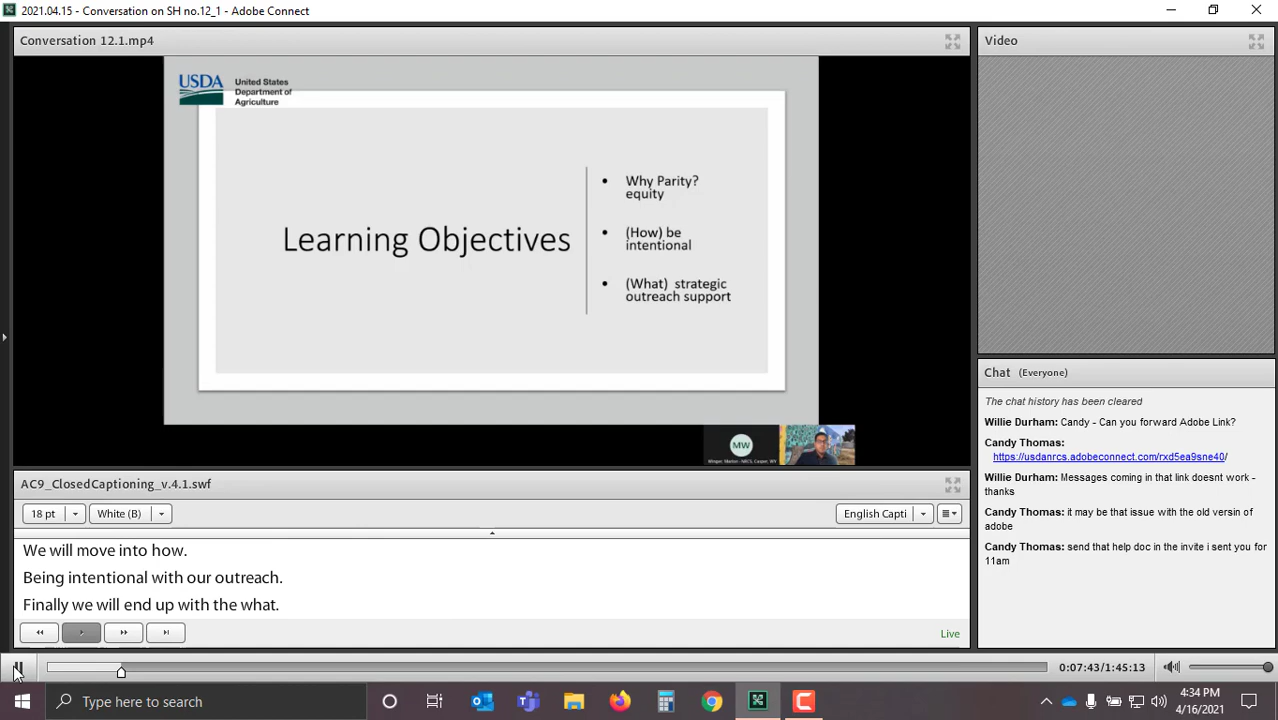 2021.04.15 - Conversation on SH no.12_1 - Adobe Connect
Conversation 12.1.mp4
USDA
United States
Department of
Agriculture
Learning Objectives
• Why Parity?
equity
• (How) be
intentional
• (What) strategic
outreach support
MW
Video
Chat (Everyone)
The chat history has been cleared
Willie Durham: Candy - Can you forward Adobe Link?
Candy Thomas:
https://usdanrcs.adobeconnect.com/rxd5ea9sne40/
Willie Durham: Messages coming in that link doesnt work -
thanks
Candy Thomas: it may be that issue with the old versin of
adobe
Candy Thomas: send that help doc in the invite i sent you for
11am
AC9_ClosedCaptioning_v.4.1.swf
18 pt White (B) English Capti
We will move into how.
Being intentional with our outreach.
Finally we will end up with the what.
Live
0:07:43/1:45:13
Type here to search
4:34 PM
4/16/2021